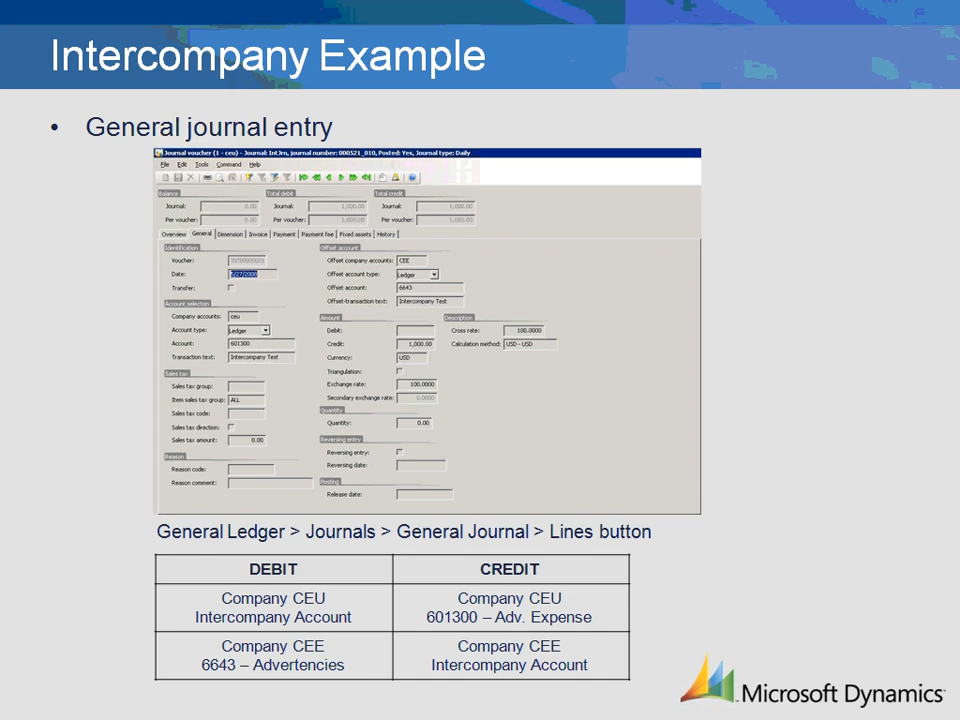 Intercompany Example
• General journal entry
Journal voucher (1 - ceu) - Journal: IntJrn, journal number: 000521_010, Posted: Yes, Journal type: Daily
File Edit Tools Command Help
Balance Total debit Total credit
Journal: 0.00 Journal: 1,000.00 Journal: 1,000.00
Per voucher: 0.00 Per voucher: 1,000.00 Per voucher: 1,000.00
Overview General Dimension Invoice Payment Payment fee Fixed assets History
Identification Offset account
Voucher: Offset company accounts: CEE
Date: Offset account type: Ledger
Transfer: Offset account: 6643
Offset-transaction text: Intercompany Test
Account selection
Company accounts: ceu Amount Description
Account type: Ledger Debit: Cross rate: 100.0000
Account: 601300 Credit: 1,000.00 Calculation method: USD - USD
Transaction text: Intercompany Test Currency: USD
Sales tax Triangulation:
Sales tax group: Exchange rate: 100.0000
Item sales tax group: ALL Secondary exchange rate: 0.0000
Sales tax code: Quantity
Sales tax direction: Quantity: 0.00
Sales tax amount: 0.00 Reversing entry
Reason Reversing entry:
Reason code: Reversing date:
Reason comment: Posting
Release date:
General Ledger > Journals > General Journal > Lines button
DEBIT CREDIT
Company CEU Company CEU
Intercompany Account 601300 – Adv. Expense
Company CEE Company CEE
6643 – Advertencies Intercompany Account
Microsoft Dynamics™